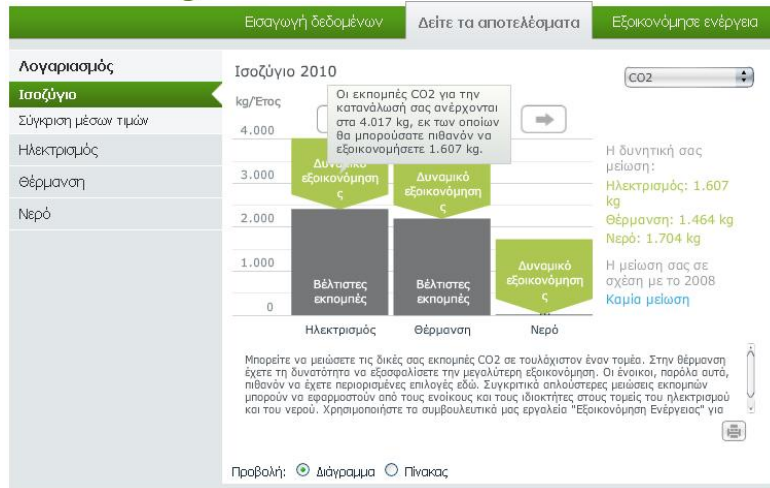 Εισαγωγή δεδομένων
Δείτε τα αποτελέσματα
Εξοικονόμησε ενέργεια
Λογαριασμός
Ισοζύγιο
Σύγκριση μέσων τιμών
Ηλεκτρισμός
Θέρμανση
Νερό
Ισοζύγιο 2010
CO2
kg/Έτος
Οι εκπομπές CO2 για την
κατανάλωσή σας ανέρχονται
στα 4.017 kg, εκ των οποίων
θα μπορούσατε πιθανόν να
εξοικονομήσετε 1.607 kg.
4.000
3.000
2.000
1.000
0
Δυναμικό
εξοικονόμηση
ς
Δυναμικό
εξοικονόμηση
ς
Δυναμικό
εξοικονόμηση
ς
Βέλτιστες
εκπομπές
Βέλτιστες
εκπομπές
Ηλεκτρισμός
Θέρμανση
Νερό
Η δυνητική σας
μείωση:
Ηλεκτρισμός: 1.607
kg
Θέρμανση: 1.464 kg
Νερό: 1.704 kg
Η μείωση σας σε
σχέση με το 2008
Καμία μείωση
Μπορείτε να μειώσετε τις δικές σας εκπομπές CO2 σε τουλάχιστον έναν τομέα. Στην θέρμανση
έχετε τη δυνατότητα να εξασφαλίσετε την μεγαλύτερη εξοικονόμηση. Οι ένοικοι, παρόλα αυτά,
πιθανόν να έχετε περιορισμένες επιλογές εδώ. Συγκριτικά απλούστερες μειώσεις εκπομπών
μπορούν να εφαρμοστούν από τους ενοίκους και τους ιδιοκτήτες στους τομείς του ηλεκτρισμού
και του νερού. Χρησιμοποιήστε τα συμβουλευτικά μας εργαλεία "Εξοικονόμηση Ενέργειας" για
Προβολή:
Διάγραμμα
Πίνακας